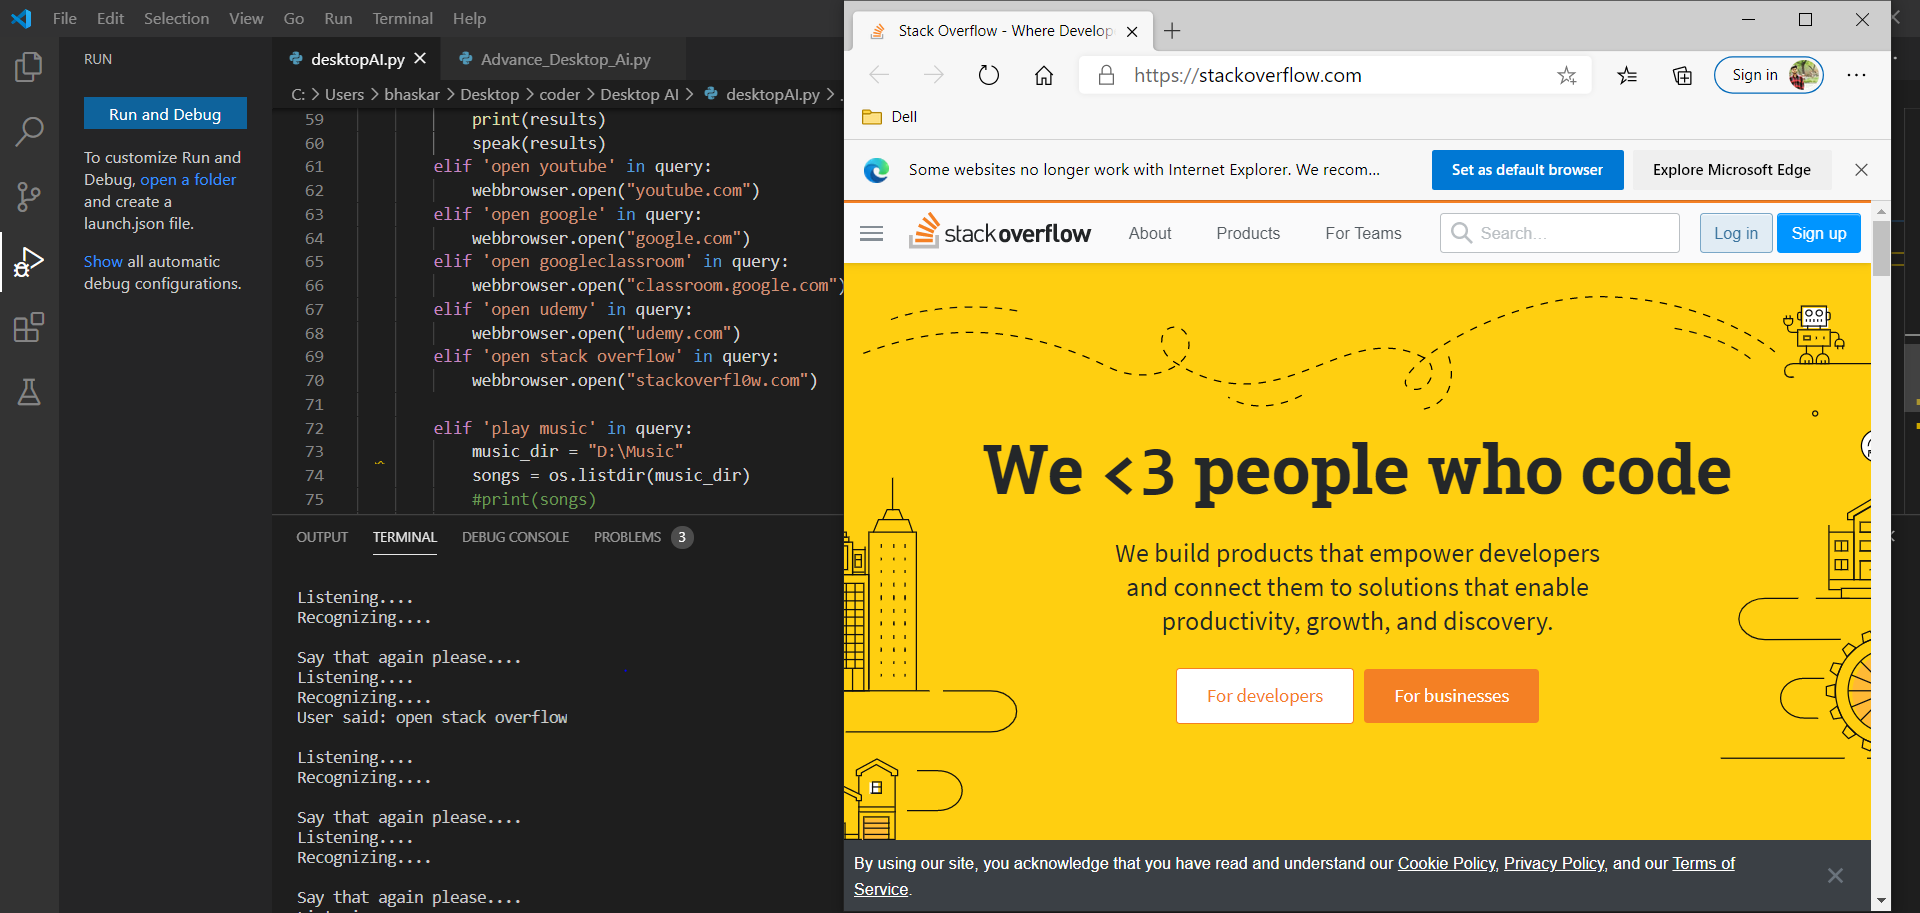 File Edit Selection View Go Run Terminal Help
RUN
Run and Debug
To customize Run and
Debug, open a folder
and create a
launch.json file.
Show all automatic
debug configurations.
desktopAI.py
Advance_Desktop_Ai.py
C: > Users > bhaskar > Desktop > coder > Desktop AI > desktopAI.py > .
59 print(results)
60 speak(results)
61 elif 'open youtube' in query:
62 webbrowser.open("youtube.com")
63 elif 'open google' in query:
64 webbrowser.open("google.com")
65 elif 'open googleclassroom' in query:
66 webbrowser.open("classroom.google.com")
67 elif 'open udemy' in query:
68 webbrowser.open("udemy.com")
69 elif 'open stack overflow' in query:
70 webbrowser.open("stackoverfl0w.com")
71
72 elif 'play music' in query:
73 music_dir = "D:\Music"
74 songs = os.listdir(music_dir)
75 #print(songs)
OUTPUT TERMINAL DEBUG CONSOLE PROBLEMS 3
Listening....
Recognizing....
Say that again please....
Listening....
Recognizing....
User said: open stack overflow
Listening....
Recognizing....
Say that again please....
Listening....
Recognizing....
Say that again please....
Stack Overflow - Where Develop
https://stackoverflow.com
Sign in
Dell
Some websites no longer work with Internet Explorer. We recom...
Set as default browser
Explore Microsoft Edge
stackoverflow
About Products For Teams
Search...
Log in
Sign up
We <3 people who code
We build products that empower developers
and connect them to solutions that enable
productivity, growth, and discovery.
For developers
For businesses
By using our site, you acknowledge that you have read and understand our Cookie Policy, Privacy Policy, and our Terms of
Service.